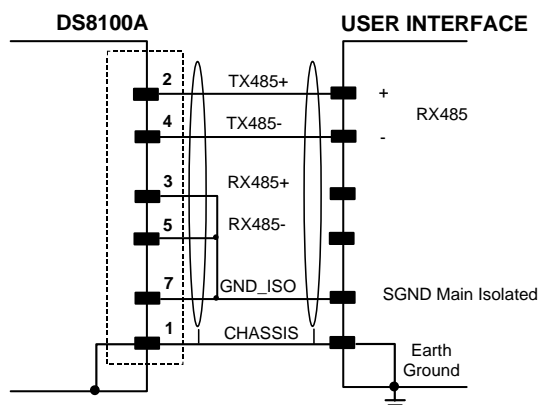 DS8100A
USER INTERFACE
2
TX485+
+
RX485
4
TX485-
-
3
RX485+
5
RX485-
7
GND_ISO
SGND Main Isolated
1
CHASSIS
Earth
Ground